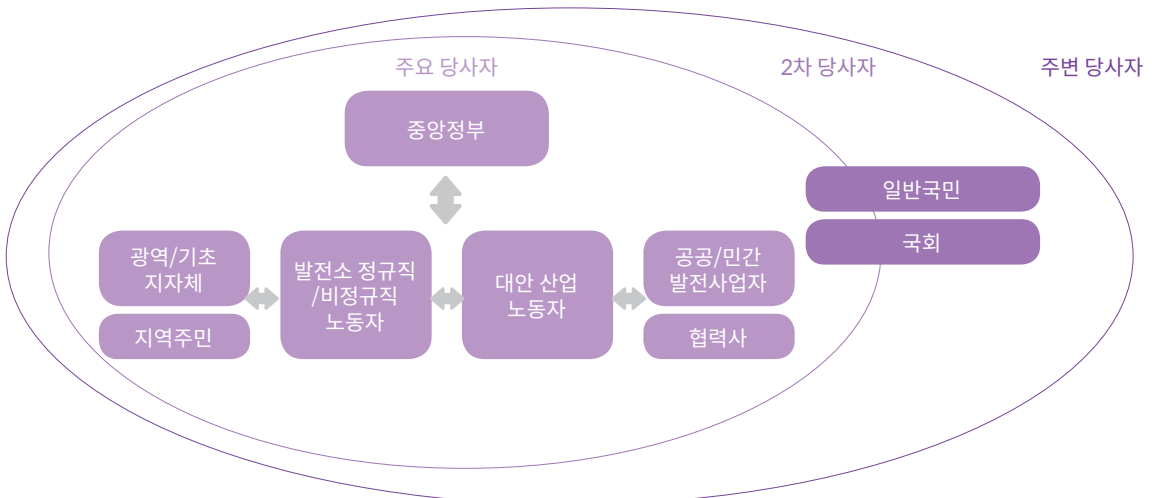 주요 당사자
2차 당사자
주변 당사자
중앙정부
일반국민
국회
광역/기초
지자체
지역주민
발전소 정규직
/비정규직
노동자
대안 산업
노동자
공공/민간
발전사업자
협력사